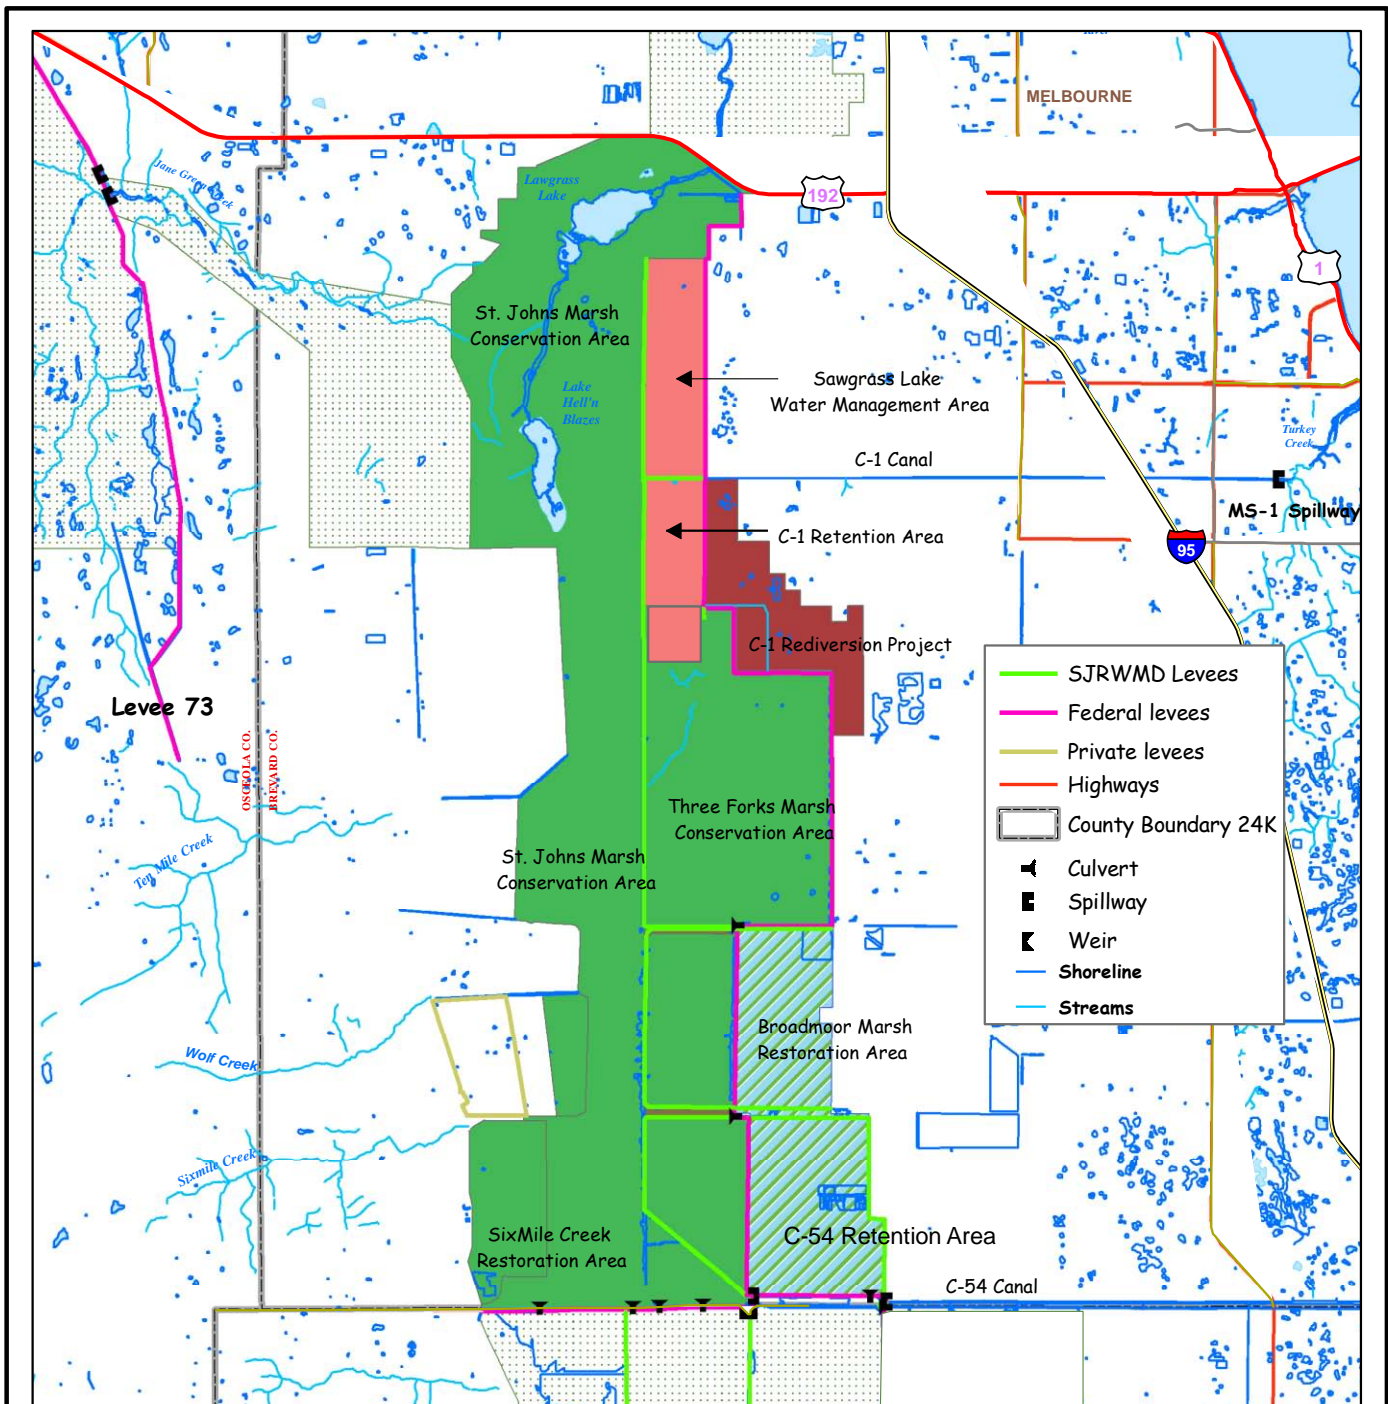 MELBOURNE
Jane Green Creek
Lawgrass
Lake
192
1
St. Johns Marsh
Conservation Area
Sawgrass Lake
Water Management Area
Lake
Hell'n
Blazes
Turkey
Creek
C-1 Canal
MS-1 Spillway
C-1 Retention Area
95
C-1 Rediversion Project
SJRWMD Levees
Federal levees
Private levees
Highways
County Boundary 24K
Culvert
Spillway
Weir
Shoreline
Streams
Levee 73
OSCEOLA CO.
BREVARD CO.
Three Forks Marsh
Conservation Area
Ten Mile Creek
St. Johns Marsh
Conservation Area
Broadmoor Marsh
Restoration Area
Wolf Creek
Sixmile Creek
SixMile Creek
Restoration Area
C-54 Retention Area
C-54 Canal